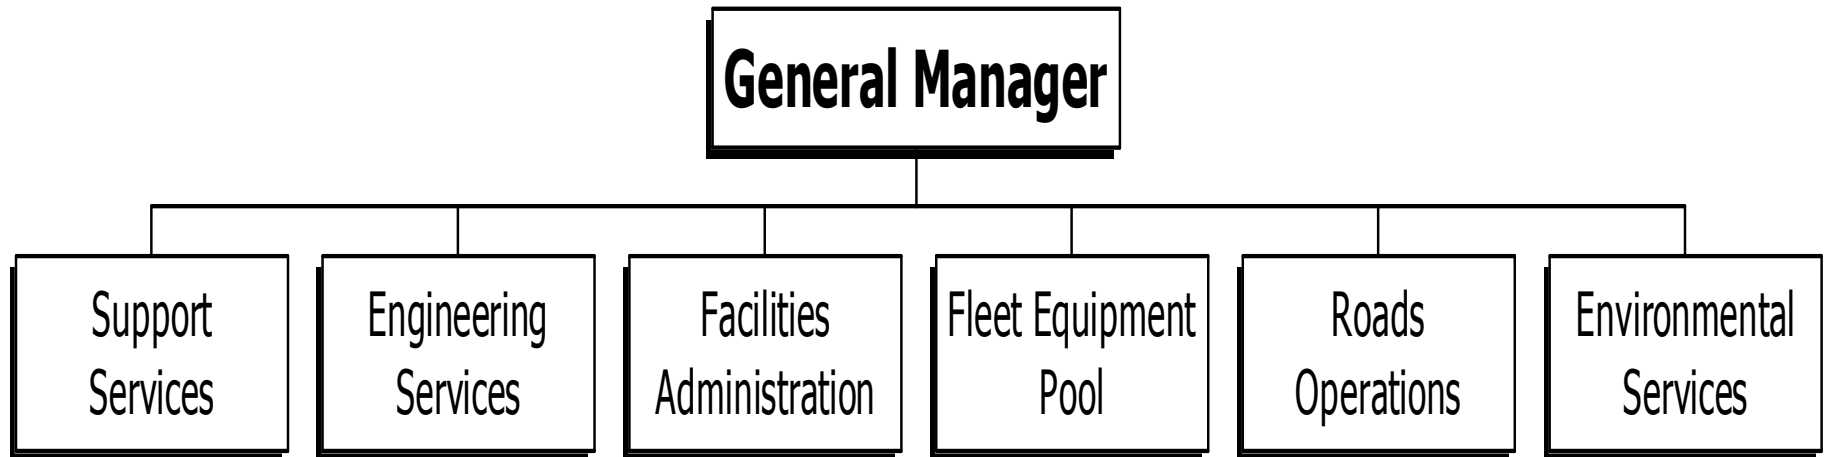 General Manager
Support
Services
Engineering
Services
Facilities
Administration
Fleet Equipment
Pool
Roads
Operations
Environmental
Services